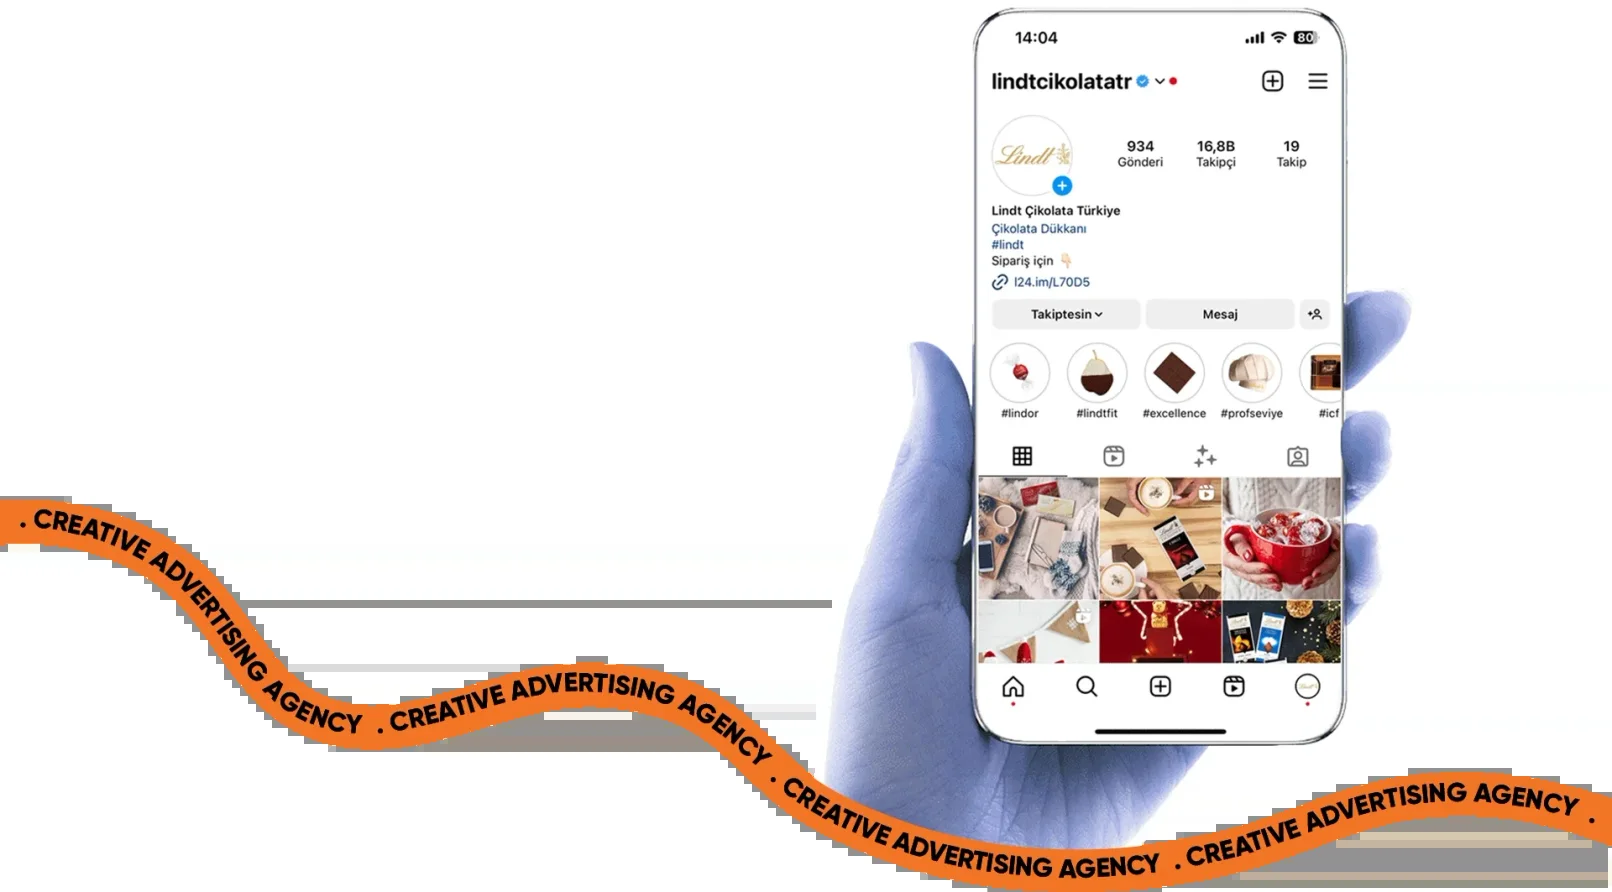 14:04
80
lindtcikolatatr
Lindt
934
16,8B
19
Gönderi
Takipçi
Takip
Lindt Çikolata Türkiye
Çikolata Dükkanı
#lindt
Sipariş için 👇🏻
l24.im/L70D5
Takiptesin
Mesaj
#lindor
#lindtfit
#excellence
#profseviye
#icf
. CREATIVE ADVERTISING AGENCY . CREATIVE ADVERTISING AGENCY . CREATIVE ADVERTISING AGENCY . CREATIVE ADVERTISING AGENCY .